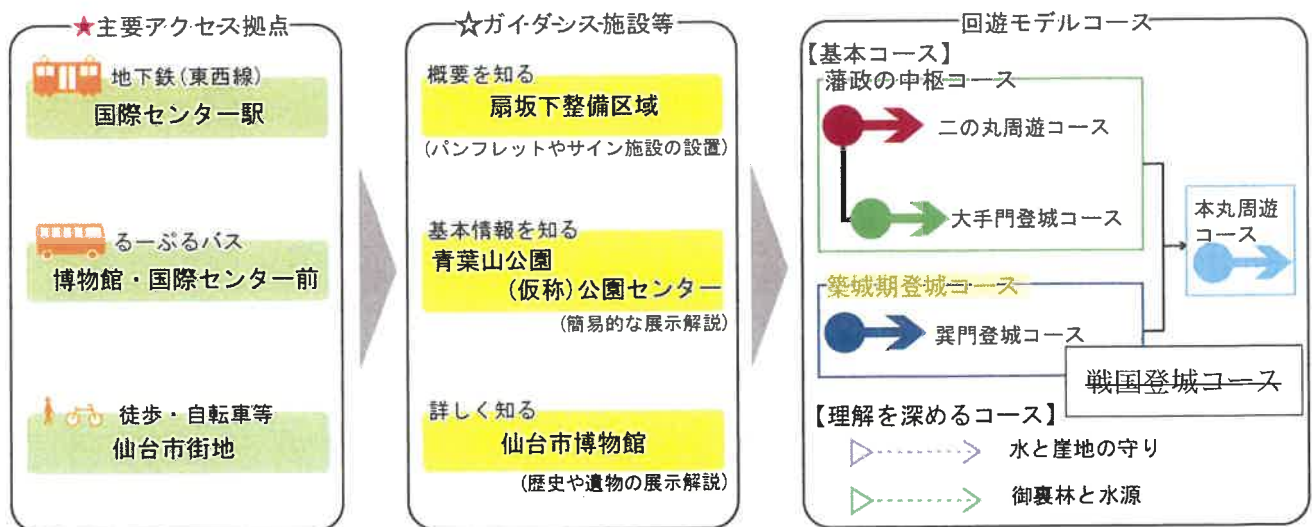 ★主要アクセス拠点
地下鉄(東西線)
国際センター駅
るーぷるバス
博物館・国際センター前
徒歩・自転車等
仙台市街地
☆ガイダンス施設等
概要を知る
扇坂下整備区域
(パンフレットやサイン施設の設置)
基本情報を知る
青葉山公園
(仮称)公園センター
(簡易的な展示解説)
詳しく知る
仙台市博物館
(歴史や遺物の展示解説)
回遊モデルコース
【基本コース】
藩政の中枢コース
二の丸周遊コース
大手門登城コース
築城期登城コース
巽門登城コース
戦国登城コース
本丸周遊
コース
【理解を深めるコース】
水と崖地の守り
御裏林と水源